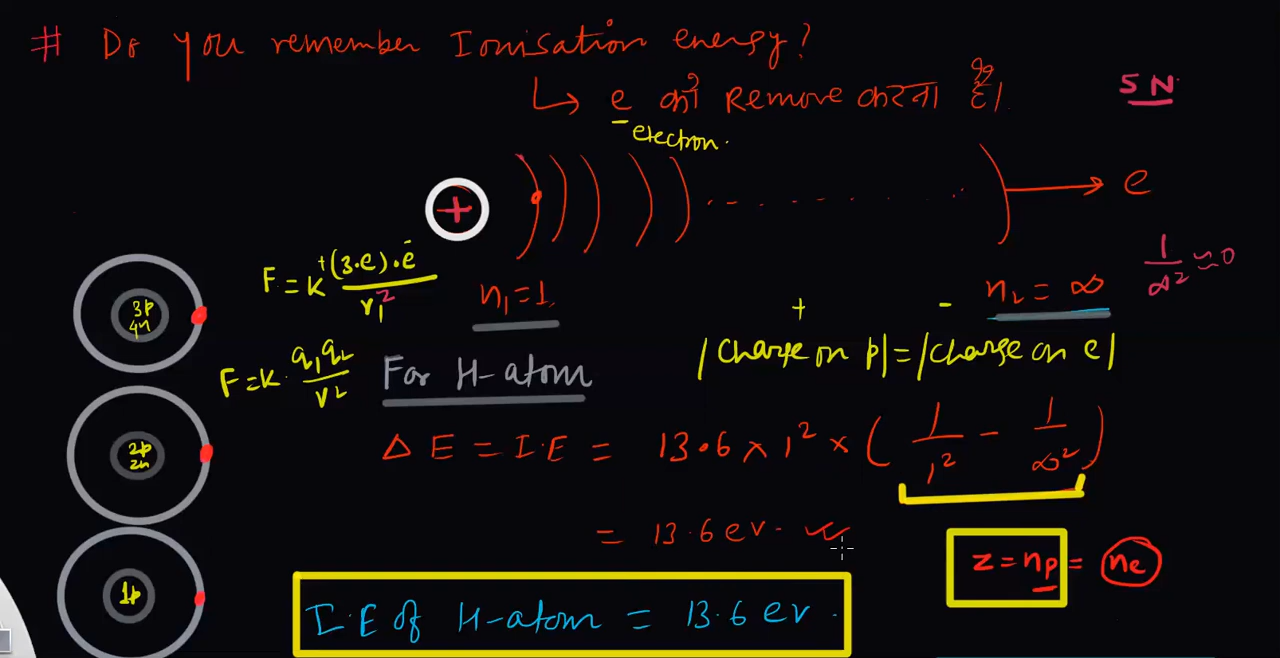 # Do you remember Ionisation energy?
↳ e को Remove करना है।
electron.
5 N
+
e
1/∞² ≈ 0
F = K +(3·e)·e⁻ / r₁²
n₁ = 1
n₂ = ∞
3p
4n
+ −
|Charge on p| = |Charge on e|
F = K · q₁q₂ / r²
For H-atom
2p
2n
Δ E = I.E = 13.6 × 1² × ( 1/1² − 1/∞² )
= 13.6 ev.
z = np = ne
1p
I.E of H-atom = 13.6 ev.